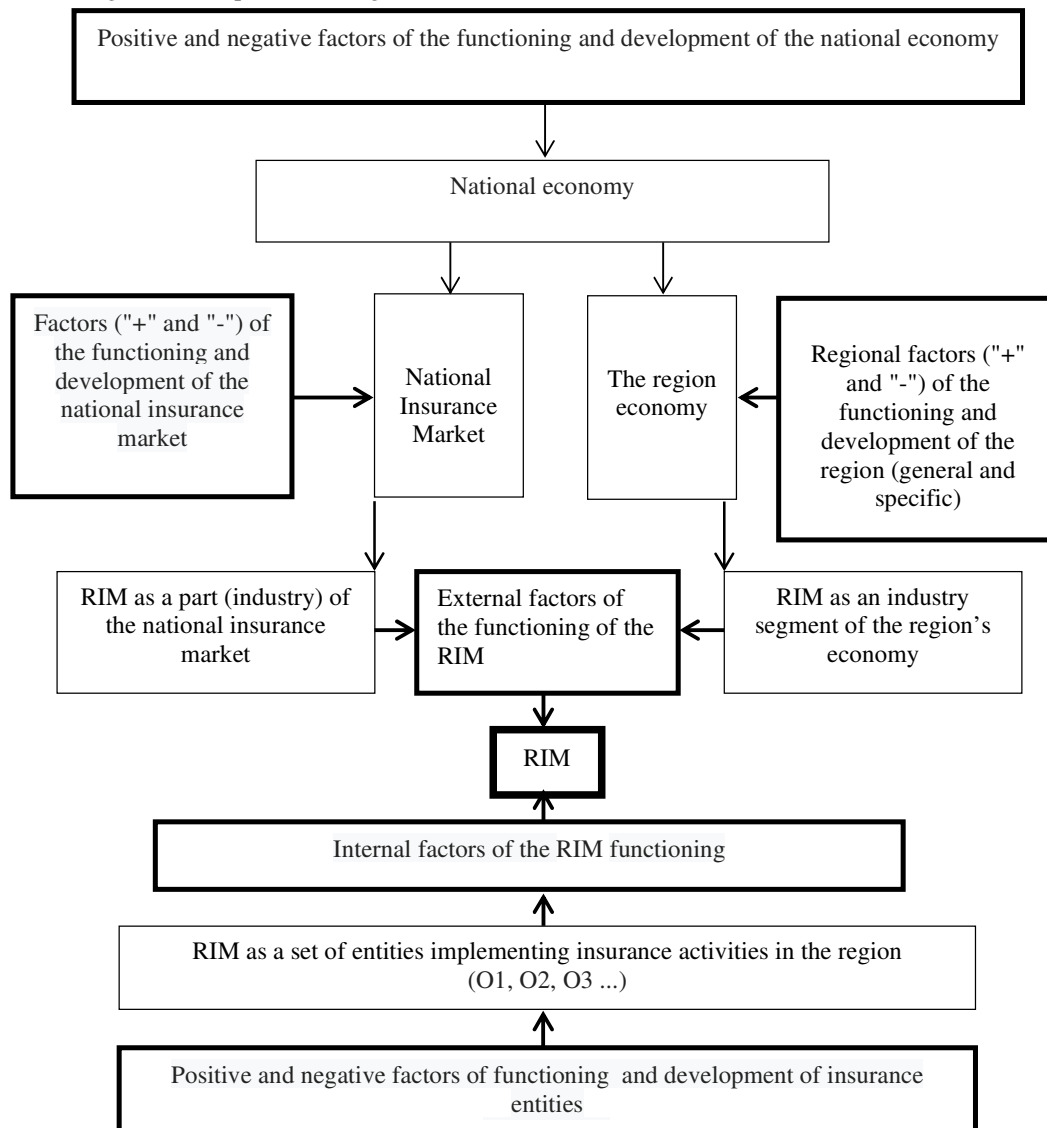 Positive and negative factors of the functioning and development of the national economy
National economy
Factors ("+" and "-") of
the functioning and
development of the
national insurance
market
National
Insurance
Market
The region
economy
Regional factors ("+"
and "-") of the
functioning and
development of the
region (general and
specific)
RIM as a part (industry) of
the national insurance
market
External factors of
the functioning of the
RIM
RIM as an industry
segment of the region’s
economy
RIM
Internal factors of the RIM functioning
RIM as a set of entities implementing insurance activities in the region
(O1, O2, O3 ...)
Positive and negative factors of functioning and development of insurance
entities